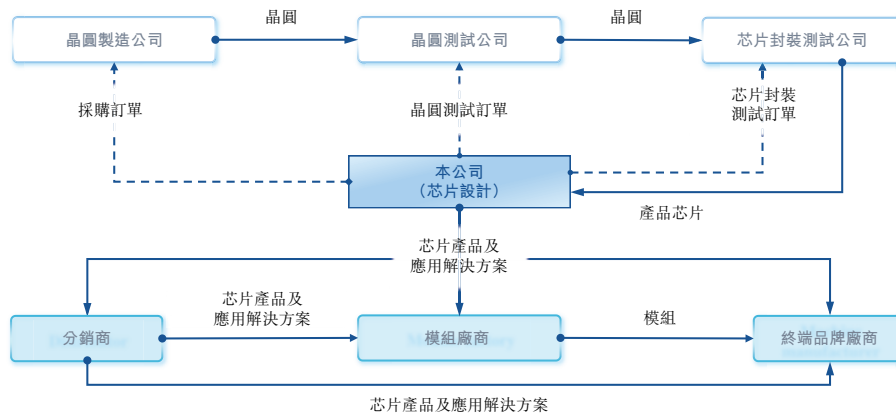 晶圓
晶圓
晶圓製造公司
晶圓測試公司
芯片封裝測試公司
採購訂單
晶圓測試訂單
芯片封裝
測試訂單
本公司
（芯片設計）
產品芯片
芯片產品及
應用解決方案
芯片產品及
應用解決方案
模組
分銷商
模組廠商
終端品牌廠商
芯片產品及應用解決方案